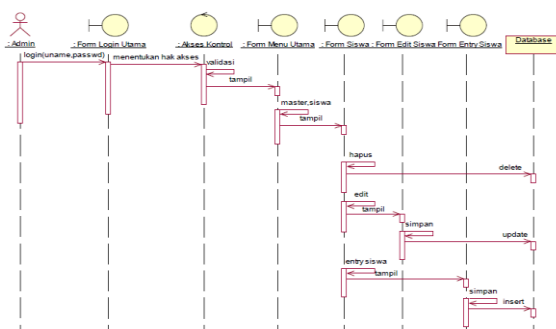 : Admin
: Form Login Utama
: Akses Kontrol
: Form Menu Utama
: Form Siswa
: Form Edit Siswa
: Form Entry Siswa
Database
login(uname,passwd)
menentukan hak akses
validasi
tampil
master,siswa
tampil
hapus
delete
edit
tampil
simpan
update
entry siswa
tampil
simpan
insert